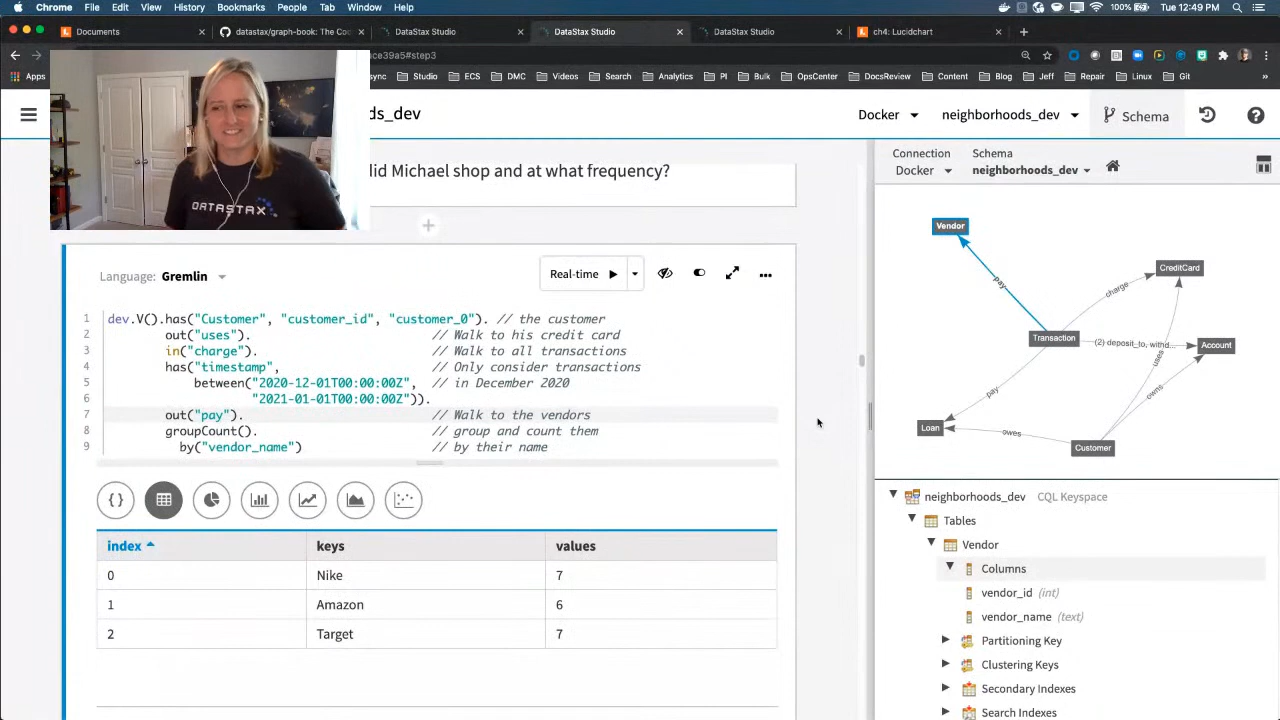 Chrome File Edit View History Bookmarks People Tab Window Help 100% Tue 12:49 PM
Documents datastax/graph-book: The Co DataStax Studio DataStax Studio DataStax Studio ch4: Lucidchart
ace39a5#step3
Apps sync Studio ECS DMC Videos Search Analytics PI Bulk OpsCenter DocsReview Content Blog Jeff Repair Linux Git »
ds_dev Docker neighborhoods_dev Schema
DATASTAX
did Michael shop and at what frequency?
Language: Gremlin Real-time
1 dev.V().has("Customer", "customer_id", "customer_0"). // the customer
2 out("uses"). // Walk to his credit card
3 in("charge"). // Walk to all transactions
4 has("timestamp", // Only consider transactions
5 between("2020-12-01T00:00:00Z", // in December 2020
6 "2021-01-01T00:00:00Z")).
7 out("pay"). // Walk to the vendors
8 groupCount(). // group and count them
9 by("vendor_name") // by their name
{ }
index keys values
0 Nike 7
1 Amazon 6
2 Target 7
Connection Schema
Docker neighborhoods_dev
Vendor
CreditCard
pay
charge
Transaction
(2) deposit_to, withd...
Account
uses
pay
owns
Loan
owes
Customer
neighborhoods_dev CQL Keyspace
Tables
Vendor
Columns
vendor_id (int)
vendor_name (text)
Partitioning Key
Clustering Keys
Secondary Indexes
Search Indexes